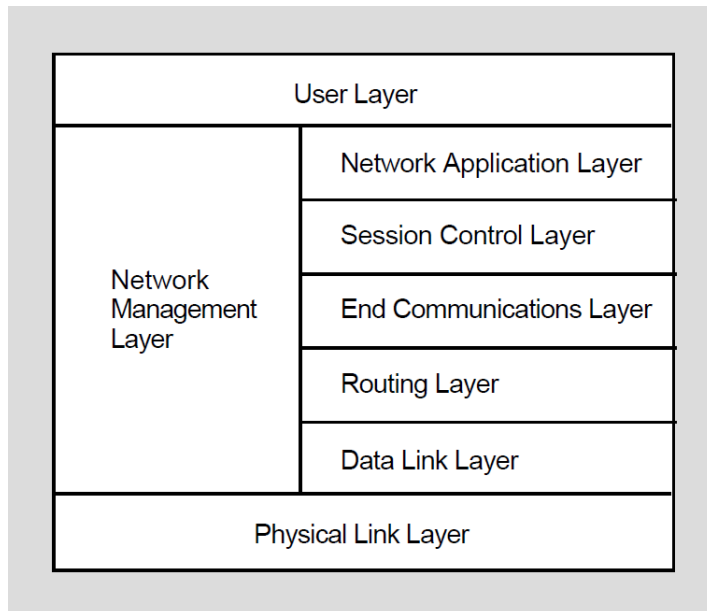 User Layer
Network Application Layer
Session Control Layer
Network
Management
Layer
End Communications Layer
Routing Layer
Data Link Layer
Physical Link Layer